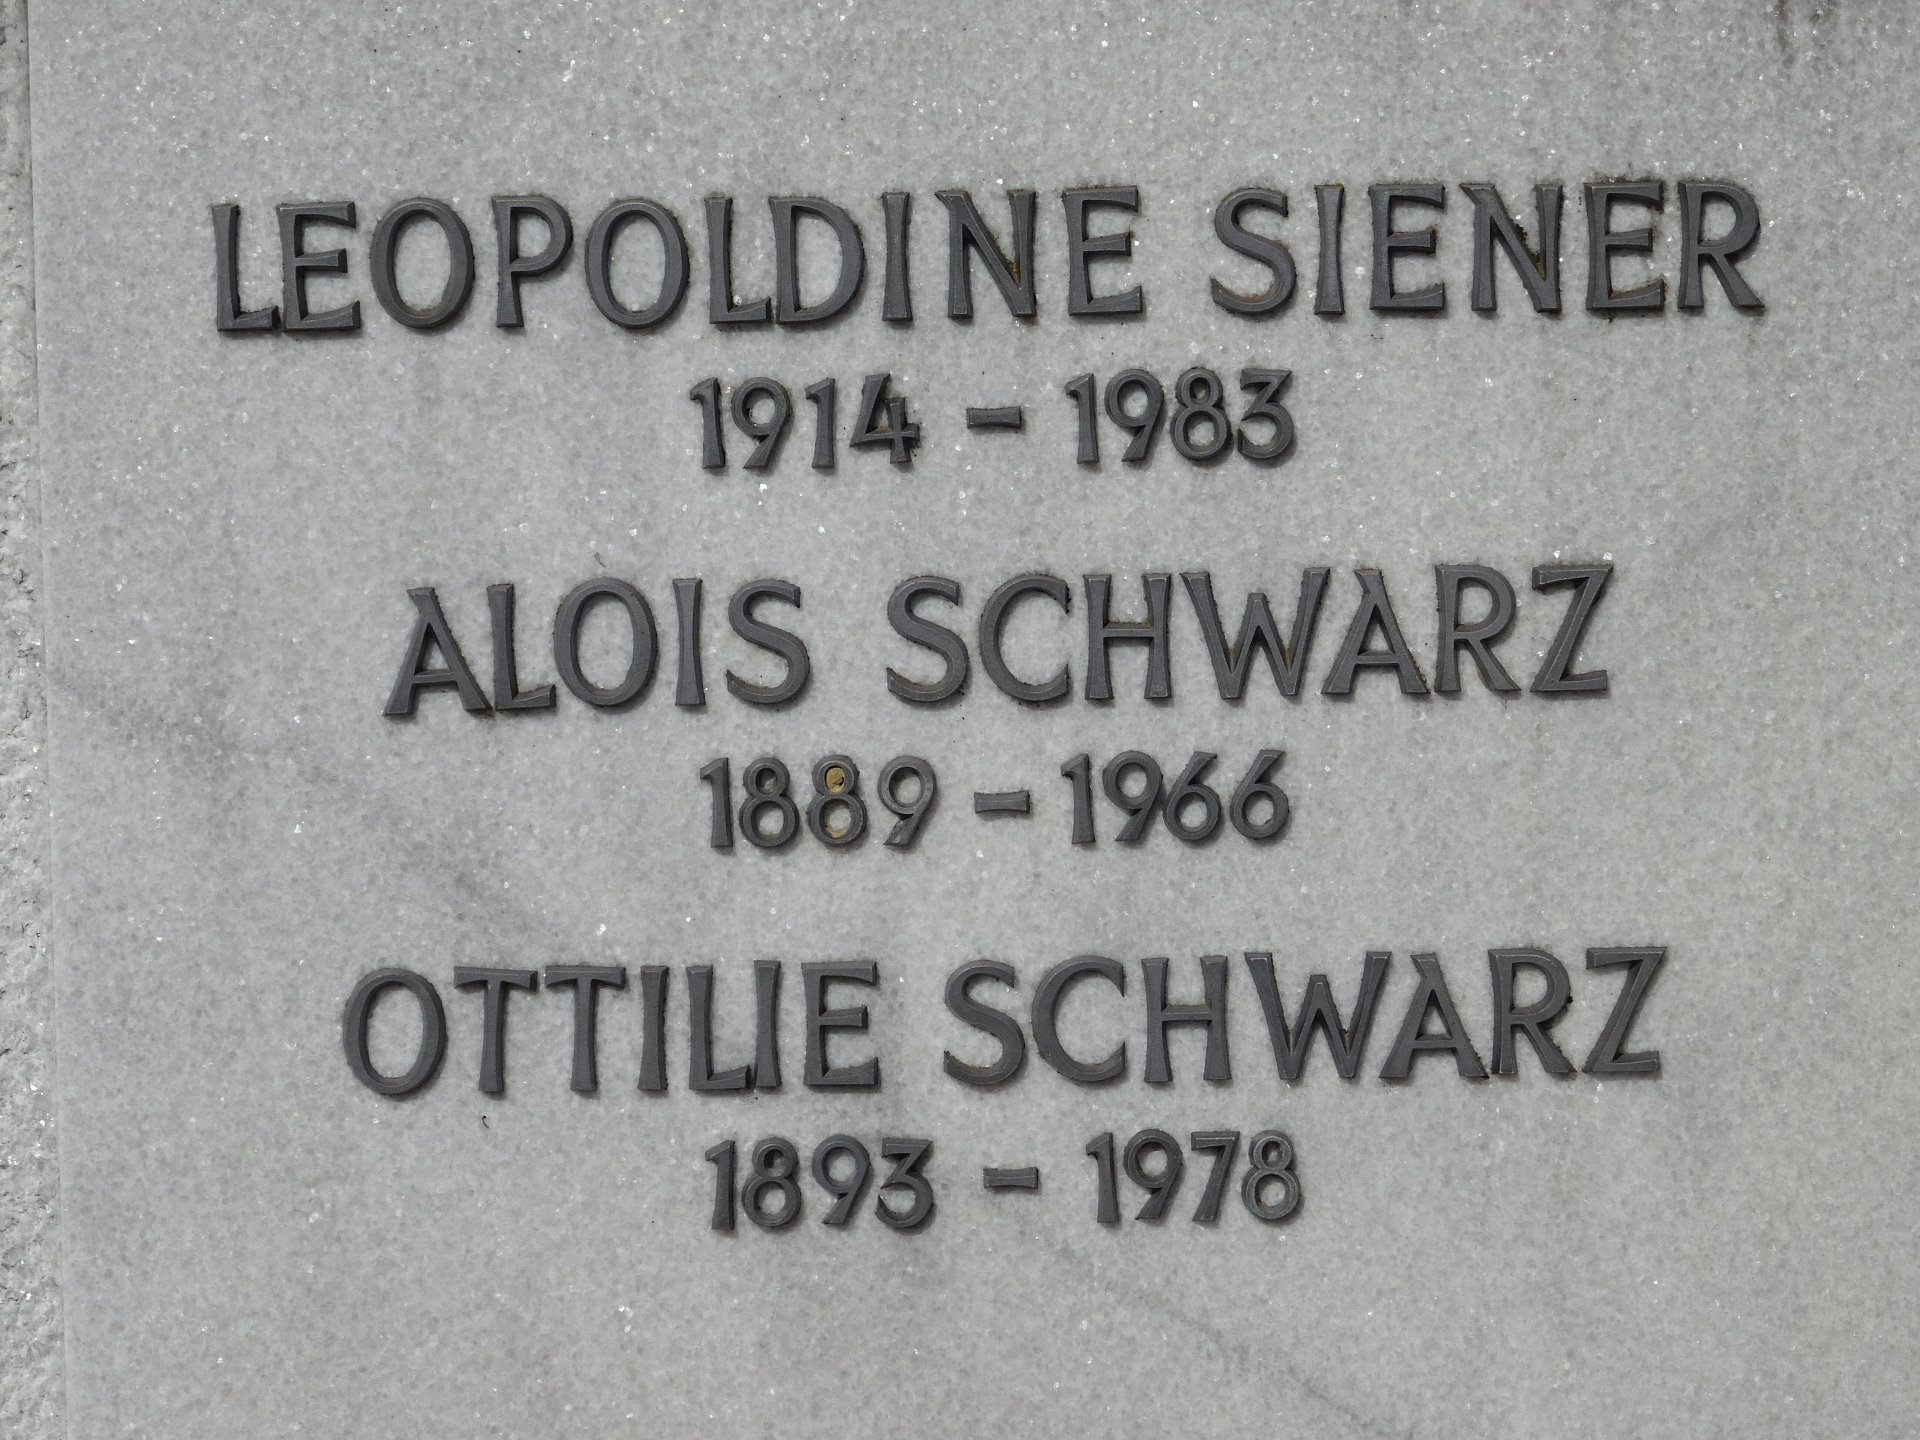 LEOPOLDINE SIENER
1914 - 1983
ALOIS SCHWARZ
1889 - 1966
OTTILIE SCHWARZ
1893 - 1978